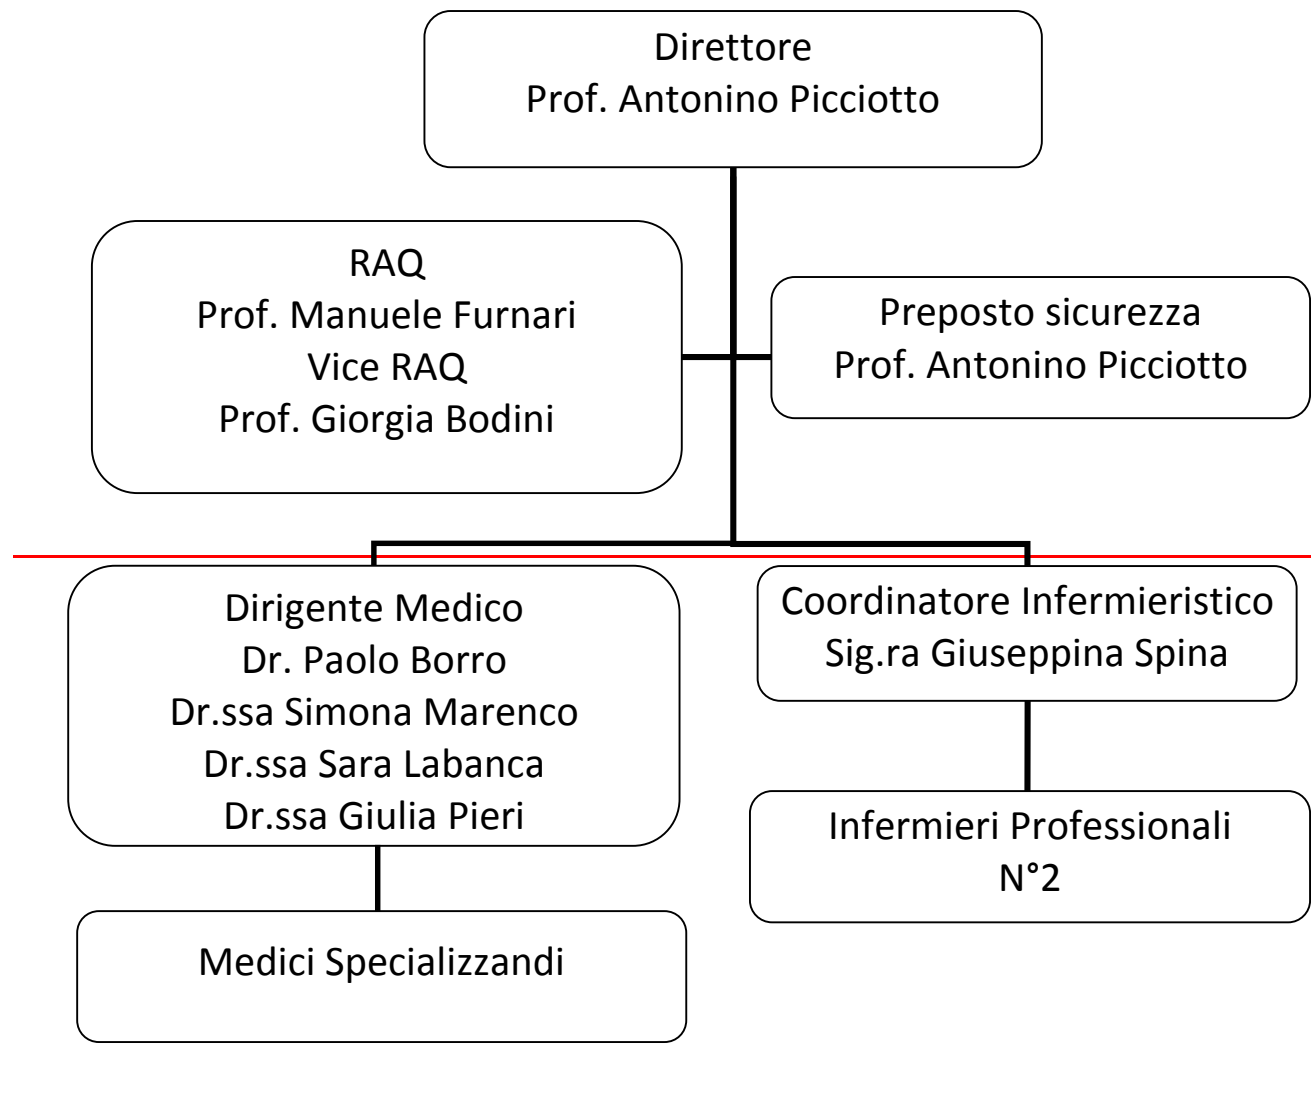 Direttore
Prof. Antonino Picciotto
RAQ
Prof. Manuele Furnari
Vice RAQ
Prof. Giorgia Bodini
Preposto sicurezza
Prof. Antonino Picciotto
Dirigente Medico
Dr. Paolo Borro
Dr.ssa Simona Marenco
Dr.ssa Sara Labanca
Dr.ssa Giulia Pieri
Coordinatore Infermieristico
Sig.ra Giuseppina Spina
Infermieri Professionali
N°2
Medici Specializzandi